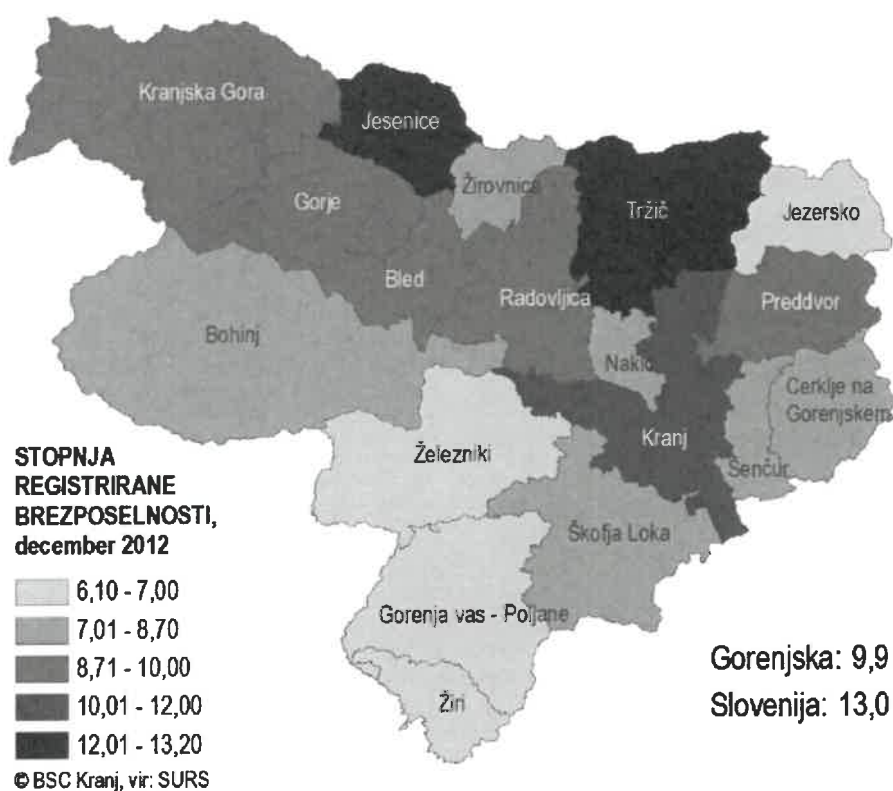 Kranjska Gora
Jesenice
Žirovnica
Gorje
Tržič
Jezersko
Bled
Radovljica
Preddvor
Bohinj
Naklo
Cerklje na
Gorenjskem
Kranj
Železniki
Šenčur
Škofja Loka
Gorenja vas - Poljane
Žiri
STOPNJA
REGISTRIRANE
BREZPOSELNOSTI,
december 2012
6,10 - 7,00
7,01 - 8,70
8,71 - 10,00
10,01 - 12,00
12,01 - 13,20
© BSC Kranj, vir: SURS
Gorenjska: 9,9
Slovenija: 13,0